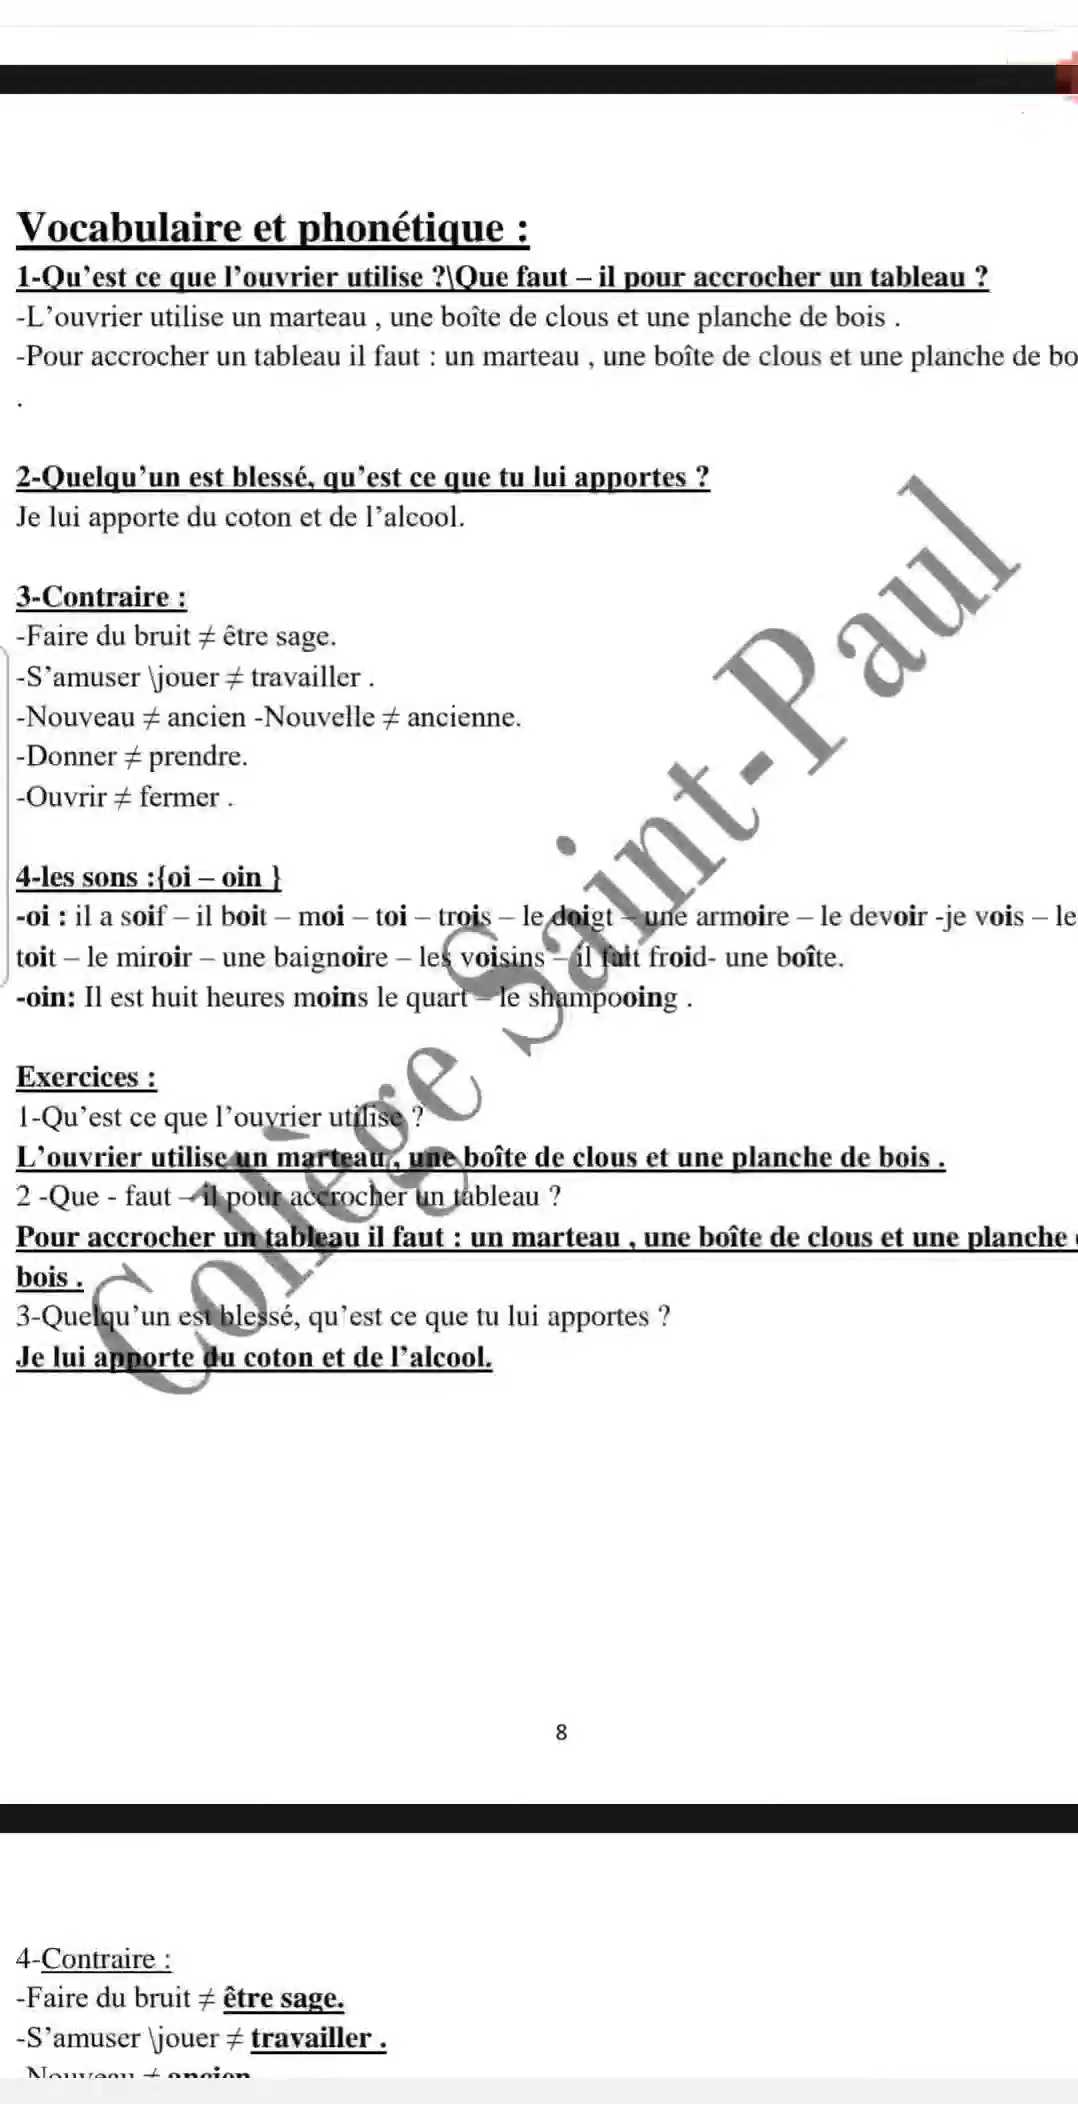 Vocabulaire et phonétique :
1-Qu’est ce que l’ouvrier utilise ?\Que faut – il pour accrocher un tableau ?
-L’ouvrier utilise un marteau , une boîte de clous et une planche de bois .
-Pour accrocher un tableau il faut : un marteau , une boîte de clous et une planche de bo
.
2-Quelqu’un est blessé, qu’est ce que tu lui apportes ?
Je lui apporte du coton et de l’alcool.
3-Contraire :
-Faire du bruit ≠ être sage.
-S’amuser \jouer ≠ travailler .
-Nouveau ≠ ancien -Nouvelle ≠ ancienne.
-Donner ≠ prendre.
-Ouvrir ≠ fermer .
4-les sons :{oi – oin }
-oi : il a soif – il boit – moi – toi – trois – le doigt – une armoire – le devoir -je vois – le
toit – le miroir – une baignoire – les voisins – il fait froid- une boîte.
-oin: Il est huit heures moins le quart – le shampooing .
Exercices :
1-Qu’est ce que l’ouvrier utilise ?
L’ouvrier utilise un marteau , une boîte de clous et une planche de bois .
2 -Que - faut – il pour accrocher un tableau ?
Pour accrocher un tableau il faut : un marteau , une boîte de clous et une planche
bois .
3-Quelqu’un est blessé, qu’est ce que tu lui apportes ?
Je lui apporte du coton et de l’alcool.
Collège Saint-Paul
8
4-Contraire :
-Faire du bruit ≠ être sage.
-S’amuser \jouer ≠ travailler .
Nouveau ≠ ancien